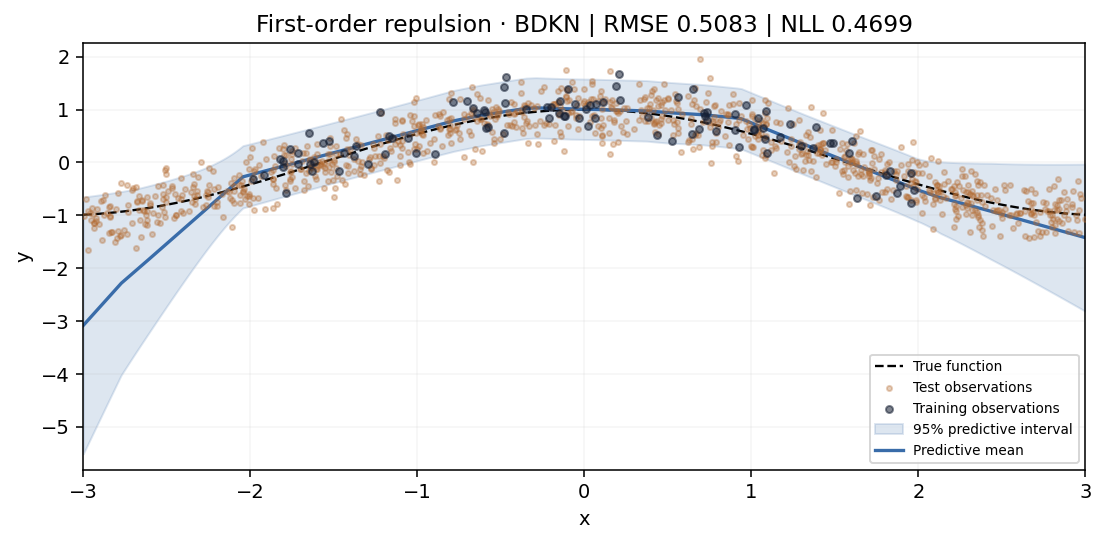 First-order repulsion · BDKN | RMSE 0.5083 | NLL 0.4699
2
1
0
−1
−2
−3
−4
−5
y
True function
Test observations
Training observations
95% predictive interval
Predictive mean
−3
−2
−1
0
1
2
3
x